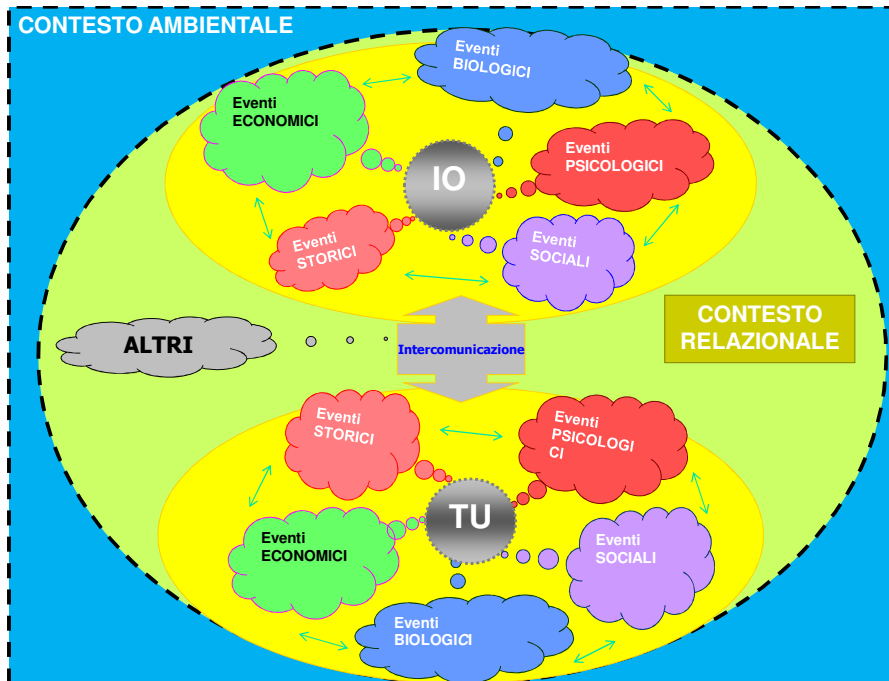 CONTESTO AMBIENTALE
Eventi
BIOLOGICI
Eventi
ECONOMICI
Eventi
PSICOLOGICI
IO
Eventi
STORICI
Eventi
SOCIALI
CONTESTO
RELAZIONALE
ALTRI
Intercomunicazione
Eventi
STORICI
Eventi
PSICOLOGI
CI
TU
Eventi
ECONOMICI
Eventi
SOCIALI
Eventi
BIOLOGICI